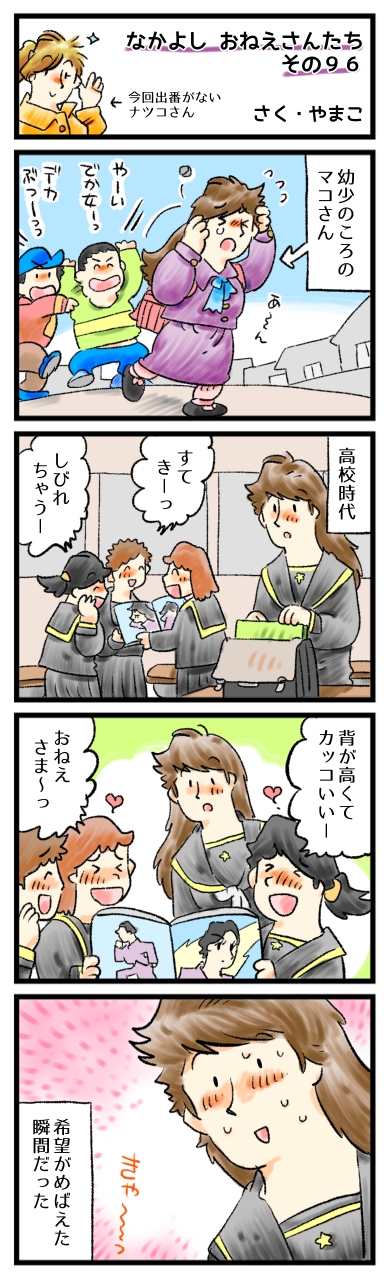 なかよし おねえさんたち
その９６
← 今回出番がない
ナツコさん
さく・やまこ
幼少のころの
マコさん
やーい
でか女ーっ
デカ
ぶつーっっ
あ〜ん
高校時代
すて
きーっ
しびれ
ちゃうー
背が高くて
カッコいいー
おねえ
さま〜っ
希望がめばえた
瞬間だった
きゃ〜〜っ